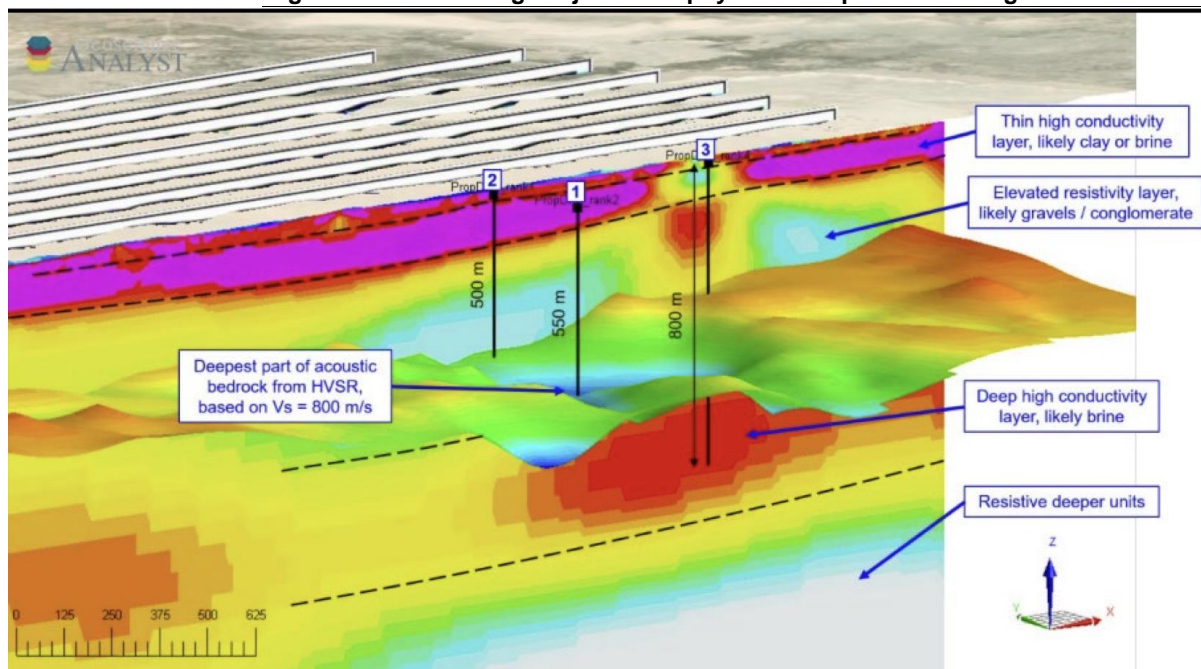 ANALYST
Thin high conductivity
layer, likely clay or brine
3
2
1
rank2
Elevated resistivity layer,
likely gravels / conglomerate
500 m
550 m
800 m
Deepest part of acoustic
bedrock from HVSR,
based on Vs = 800 m/s
Deep high conductivity
layer, likely brine
Resistive deeper units
0 125 250 375 500 625
Z
Y
X